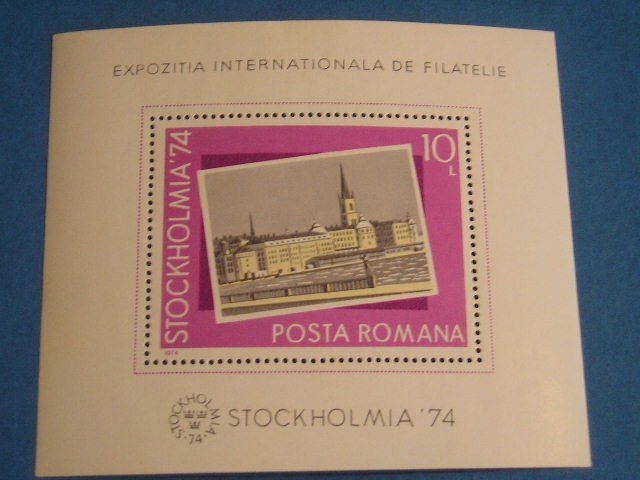 EXPOZITIA INTERNATIONALA DE FILATELIE
STOCKHOLMIA '74
10 L
POSTA ROMANA
1974
STOCKHOLMIA ·74·
STOCKHOLMIA '74